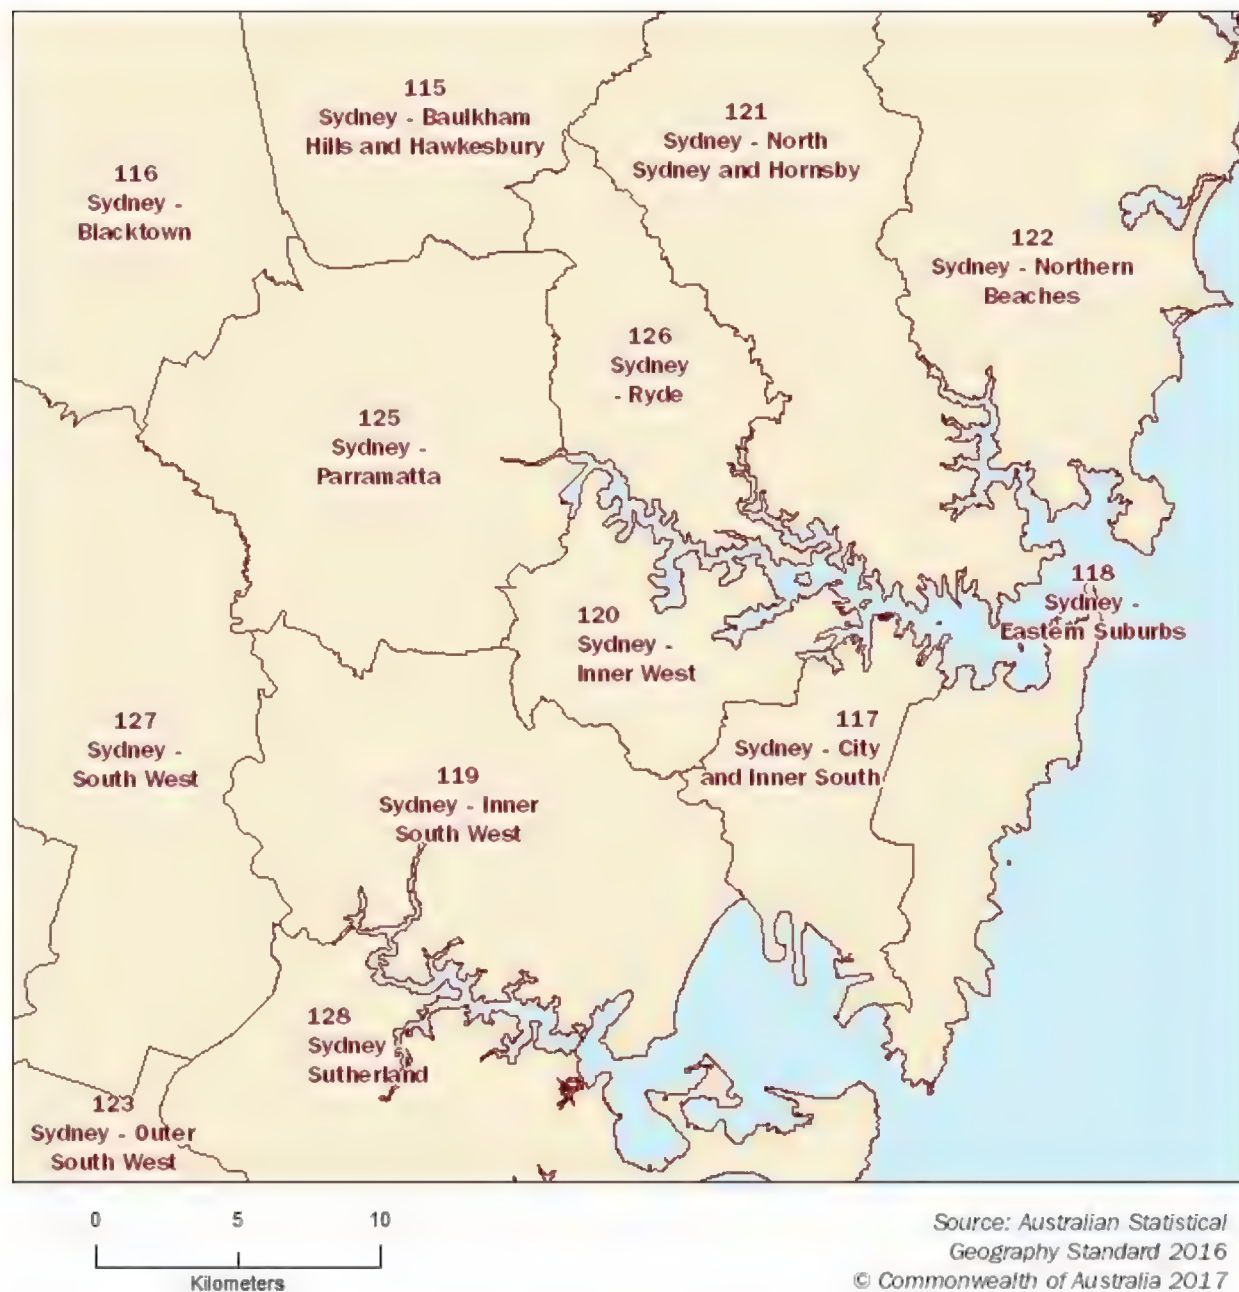 115
Sydney - Baulkham
Hills and Hawkesbury
121
Sydney - North
Sydney and Hornsby
116
Sydney -
Blacktown
122
Sydney - Northern
Beaches
126
Sydney
- Ryde
125
Sydney -
Parramatta
118
Sydney -
Eastern Suburbs
120
Sydney -
Inner West
127
Sydney -
South West
117
Sydney - City
and Inner South
119
Sydney - Inner
South West
128
Sydney
Sutherland
123
Sydney - Outer
South West
0 5 10
Kilometers
Source: Australian Statistical
Geography Standard 2016
© Commonwealth of Australia 2017